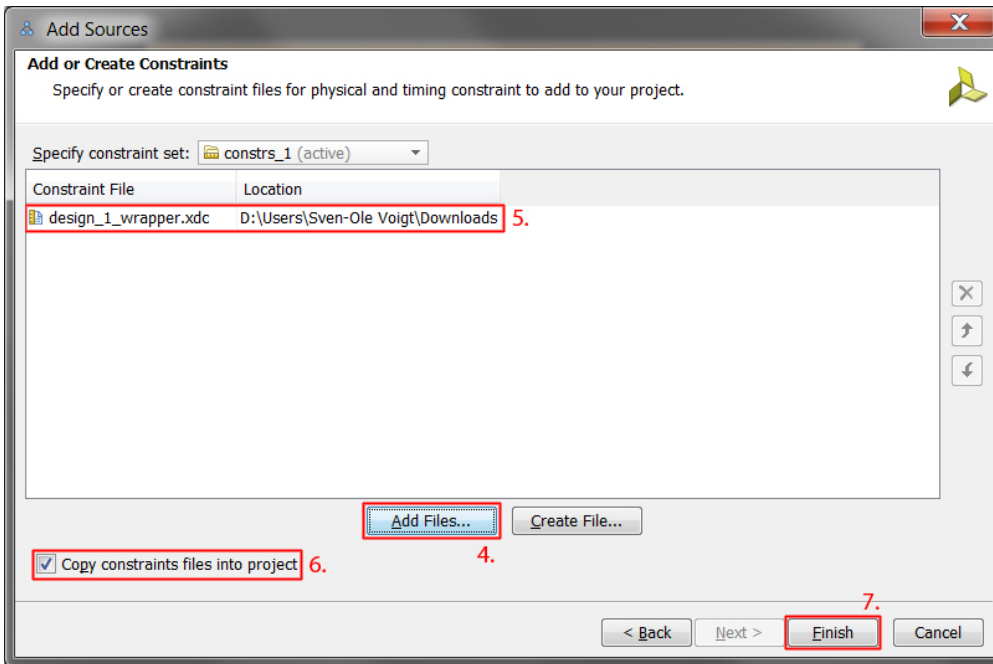 Add Sources
Add or Create Constraints
Specify or create constraint files for physical and timing constraint to add to your project.
Specify constraint set: constrs_1 (active)
Constraint File Location
design_1_wrapper.xdc D:\Users\Sven-Ole Voigt\Downloads 5.
Add Files... Create File...
4.
Copy constraints files into project 6.
7.
< Back Next > Finish Cancel